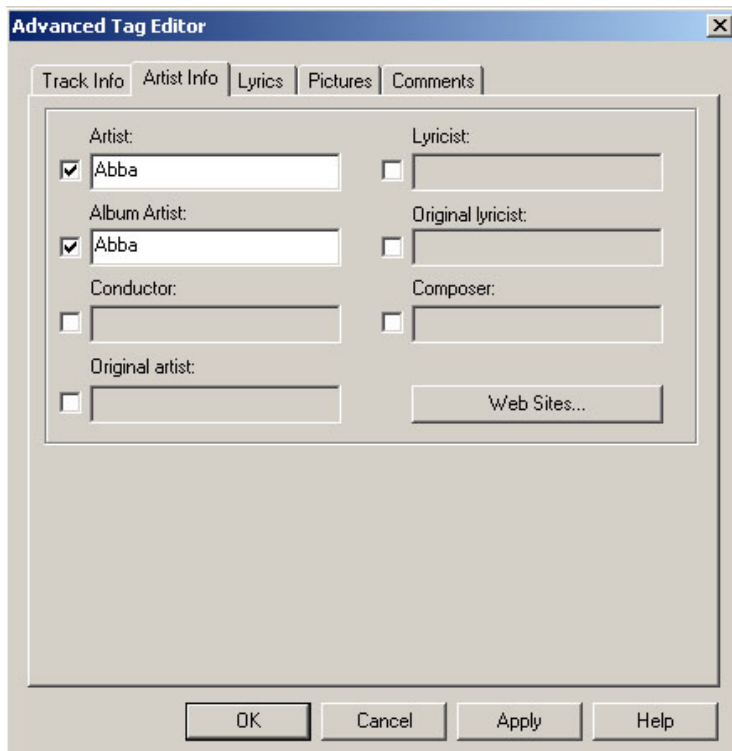 Advanced Tag Editor
Track Info Artist Info Lyrics Pictures Comments
Artist:
Abba
Album Artist:
Abba
Conductor:
Original artist:
Lyricist:
Original lyricist:
Composer:
Web Sites...
OK Cancel Apply Help